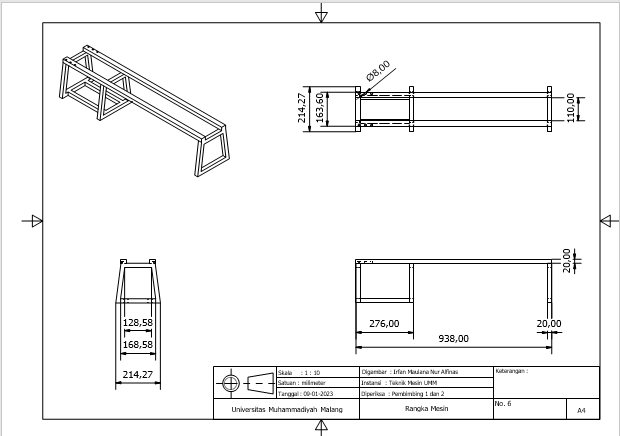 Ø8,00
214,27
163,60
110,00
128,58
168,58
214,27
20,00
276,00
20,00
938,00
Skala : 1 : 10
Satuan : milimeter
Tanggal : 09-01-2023
Digambar : Irfan Maulana Nur Alfinas
Instansi : Teknik Mesin UMM
Diperiksa : Pembimbing 1 dan 2
Keterangan :
Universitas Muhammadiyah Malang
Rangka Mesin
No. 6
A4